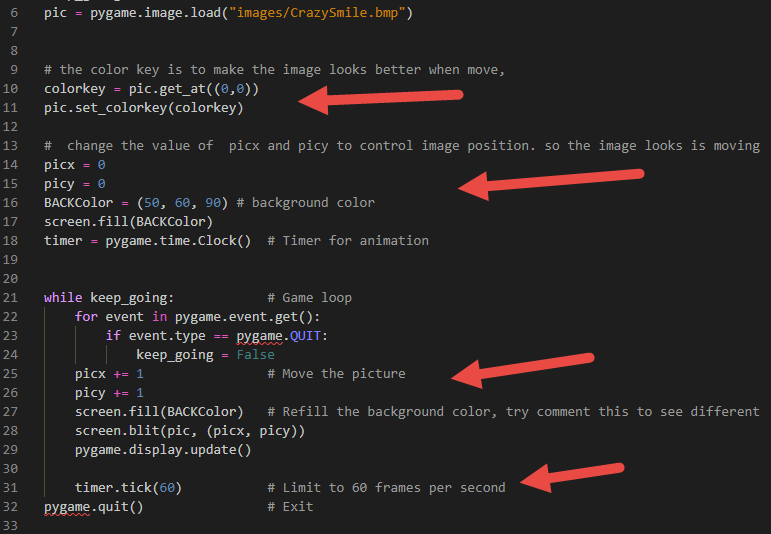 6 pic = pygame.image.load("images/CrazySmile.bmp")
7
8
9 # the color key is to make the image looks better when move,
10 colorkey = pic.get_at((0,0))
11 pic.set_colorkey(colorkey)
12
13 #  change the value of  picx and picy to control image position. so the image looks is moving
14 picx = 0
15 picy = 0
16 BACKColor = (50, 60, 90) # background color
17 screen.fill(BACKColor)
18 timer = pygame.time.Clock()  # Timer for animation
19
20
21 while keep_going:            # Game loop
22     for event in pygame.event.get():
23         if event.type == pygame.QUIT:
24             keep_going = False
25     picx += 1                # Move the picture
26     picy += 1
27     screen.fill(BACKColor)   # Refill the background color, try comment this to see different
28     screen.blit(pic, (picx, picy))
29     pygame.display.update()
30
31     timer.tick(60)           # Limit to 60 frames per second
32 pygame.quit()                # Exit
33